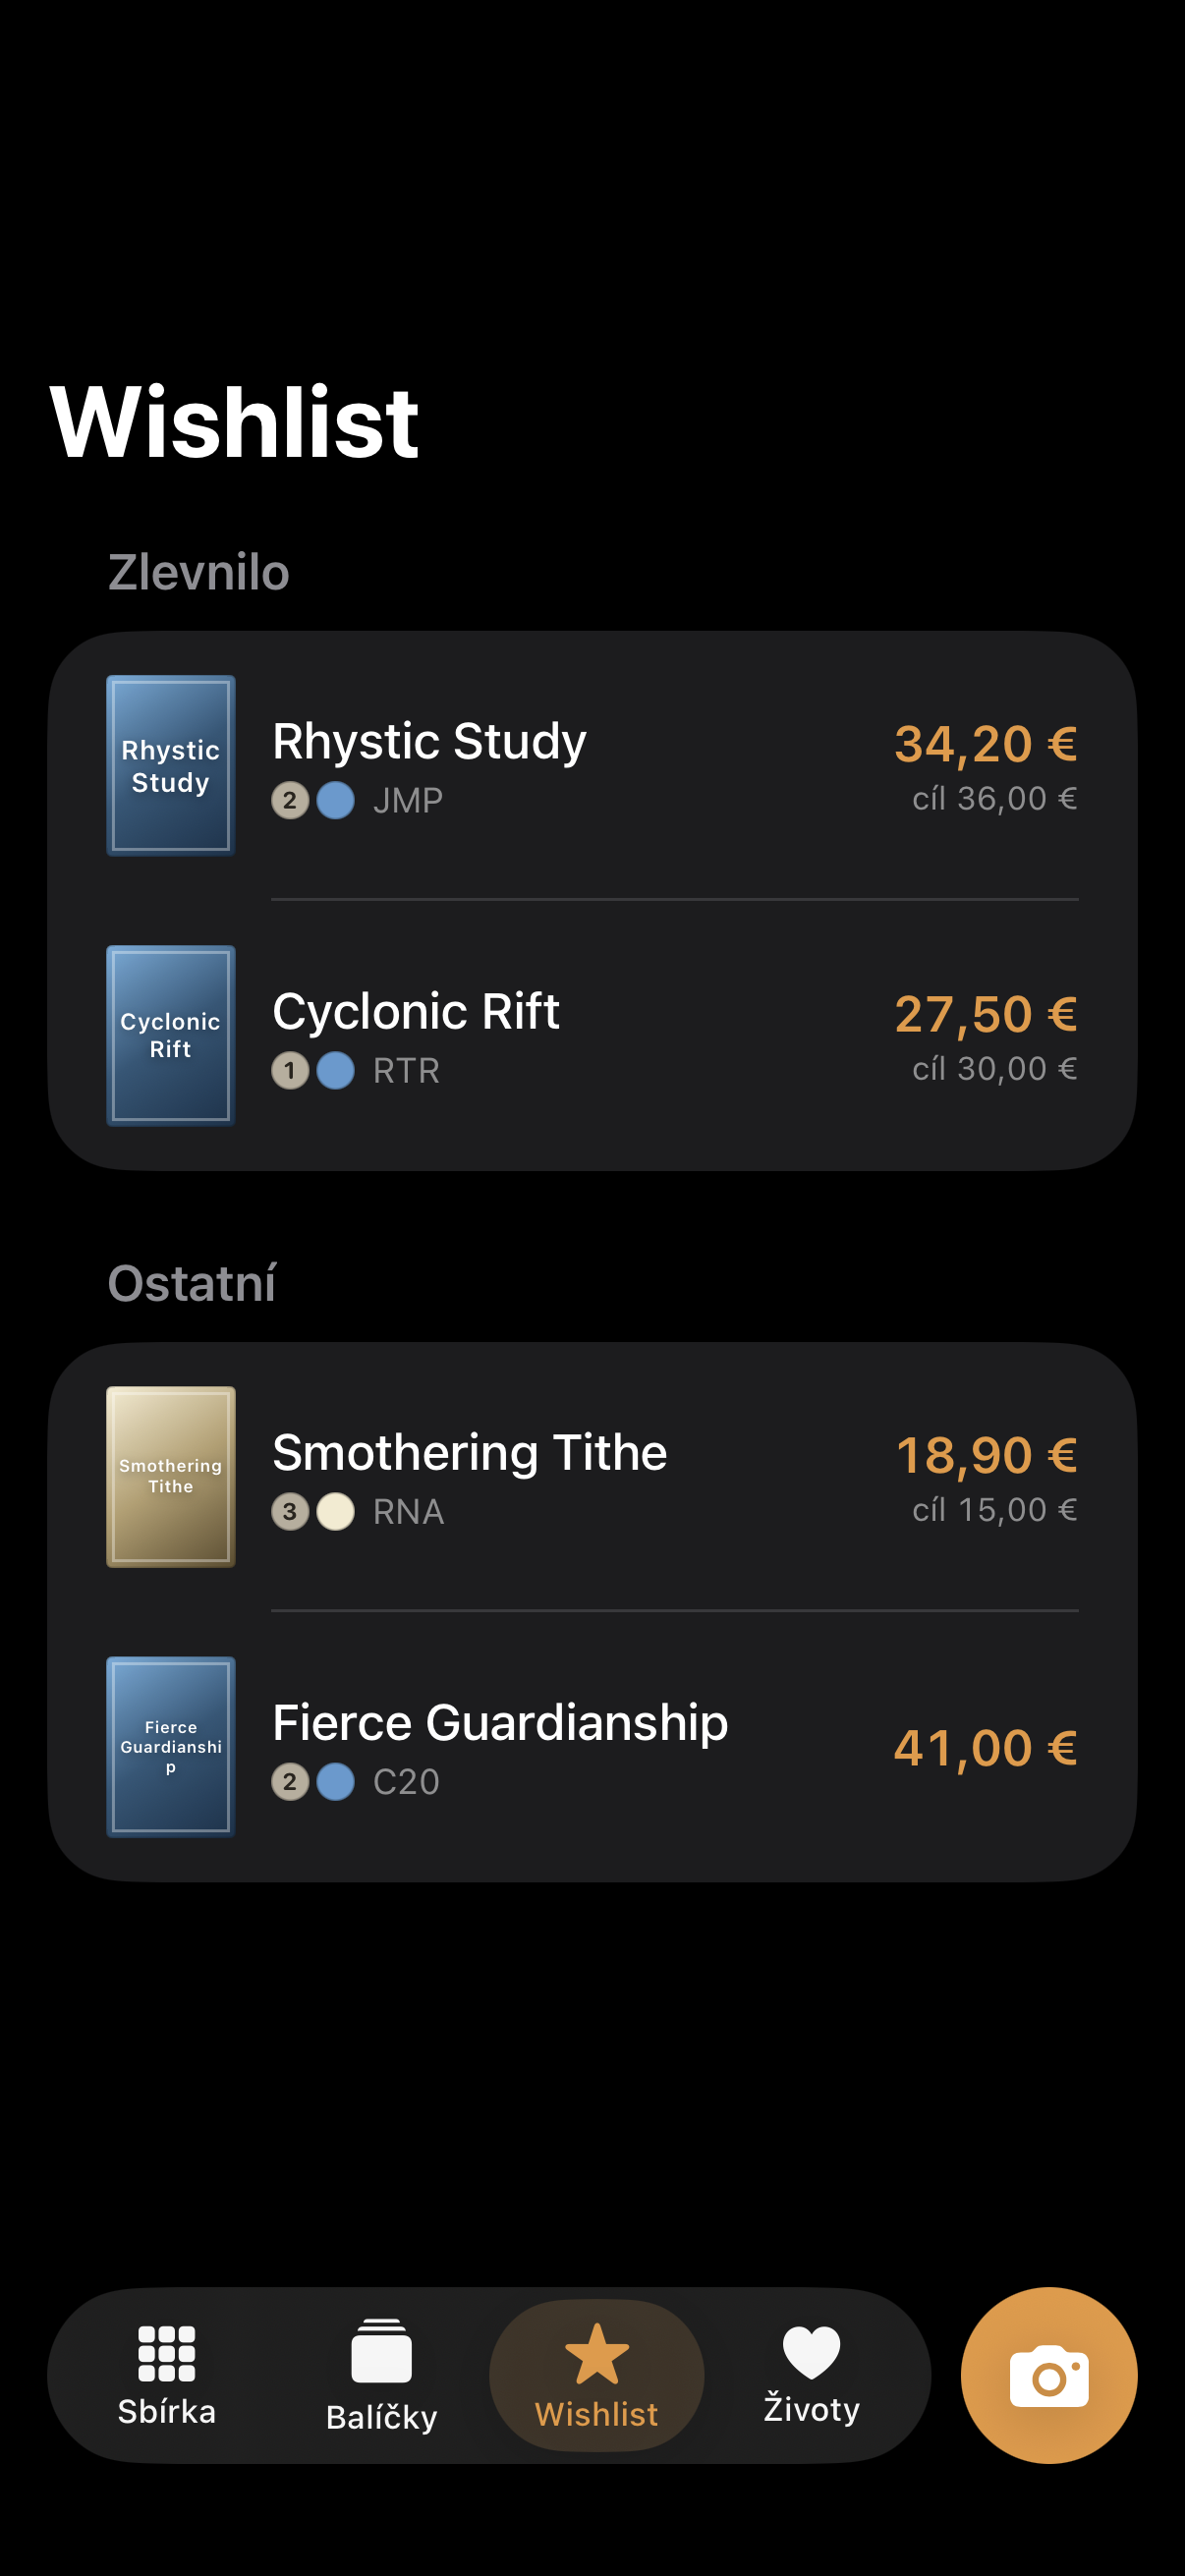 Wishlist
Zlevnilo
Rhystic
Study
Rhystic Study
34,20 €
2 JMP
cíl 36,00 €
Cyclonic
Rift
Cyclonic Rift
27,50 €
1 RTR
cíl 30,00 €
Ostatní
Smothering
Tithe
Smothering Tithe
18,90 €
3 RNA
cíl 15,00 €
Fierce
Guardianshi
p
Fierce Guardianship
41,00 €
2 C20
Sbírka
Balíčky
Wishlist
Životy